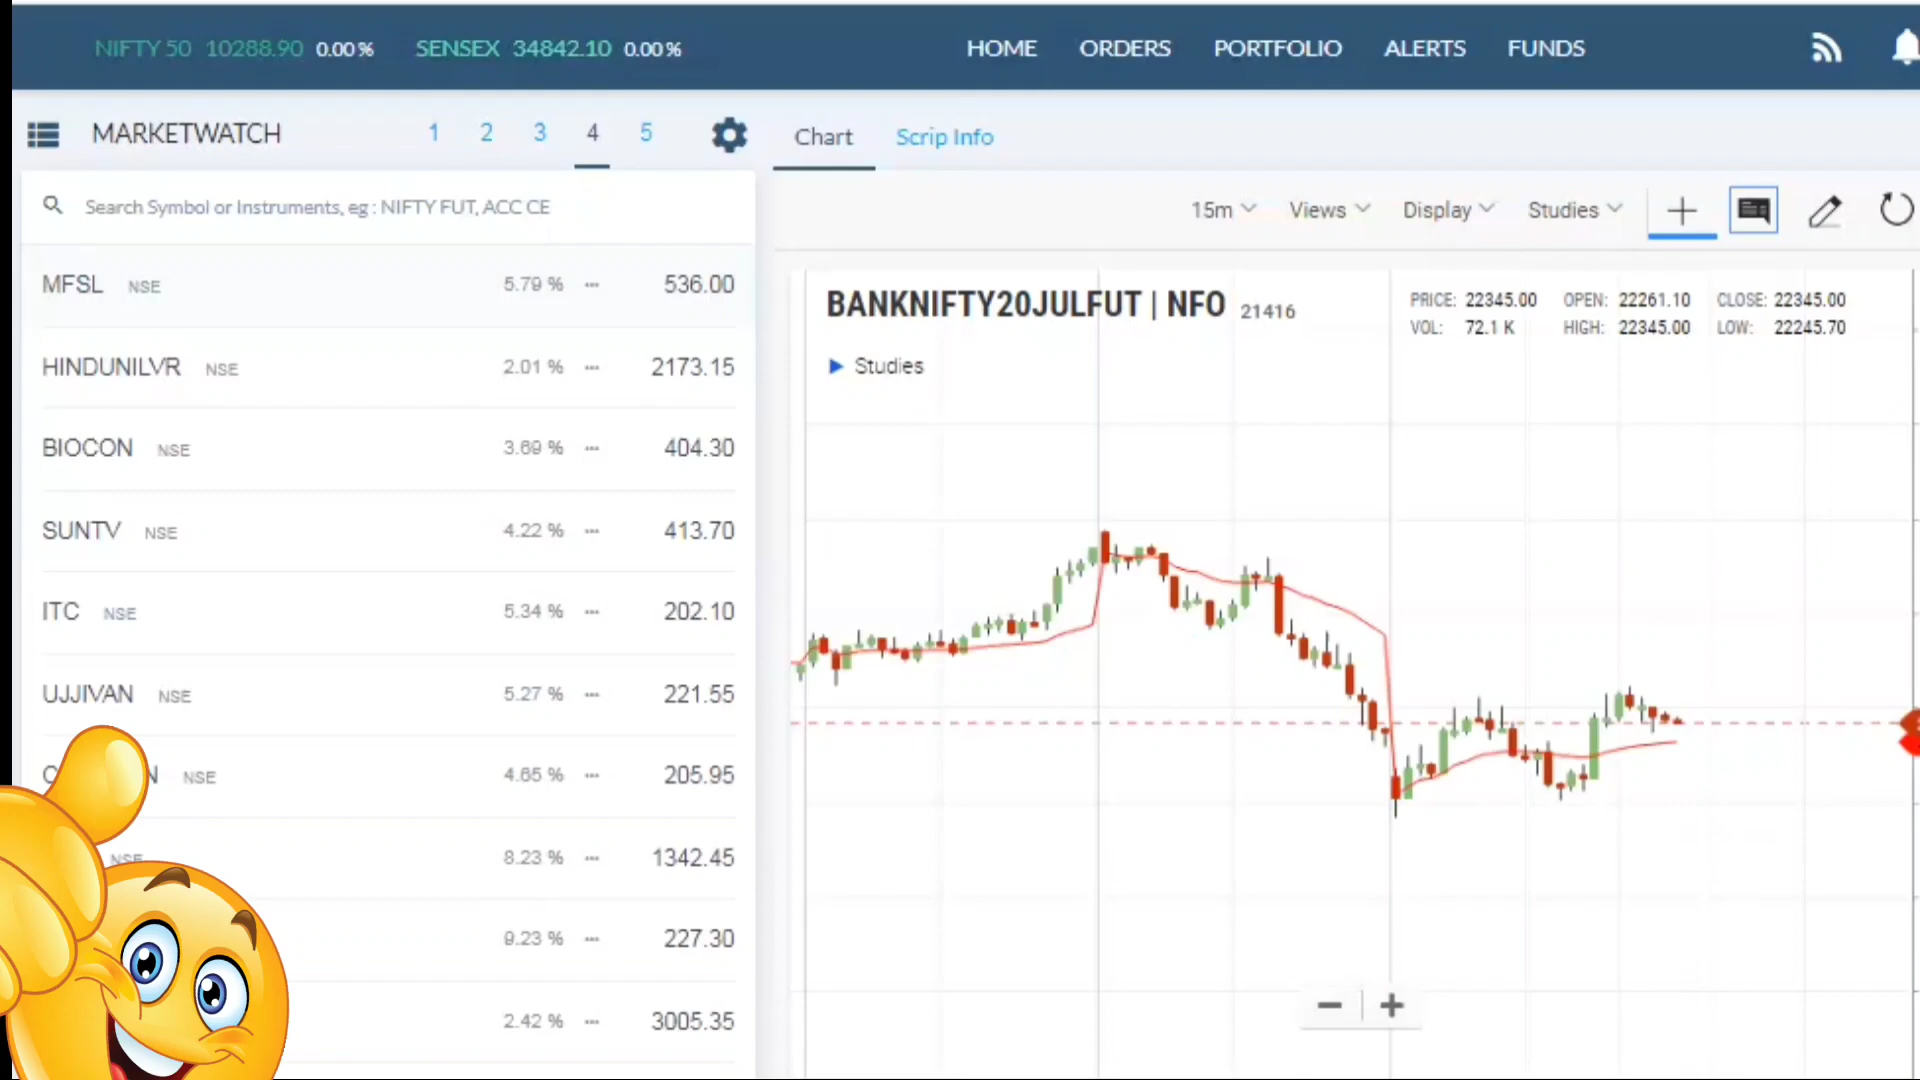 NIFTY 50 10288.90 0.00 % SENSEX 34842.10 0.00 % HOME ORDERS PORTFOLIO ALERTS FUNDS
MARKETWATCH 1 2 3 4 5 Chart Scrip Info
Search Symbol or Instruments, eg : NIFTY FUT, ACC CE
15m Views Display Studies
MFSL NSE 5.79 % 536.00
HINDUNILVR NSE 2.01 % 2173.15
BIOCON NSE 3.69 % 404.30
SUNTV NSE 4.22 % 413.70
ITC NSE 5.34 % 202.10
UJJIVAN NSE 5.27 % 221.55
NSE 4.65 % 205.95
NSE 8.23 % 1342.45
9.23 % 227.30
2.42 % 3005.35
BANKNIFTY20JULFUT | NFO 21416
PRICE: 22345.00 OPEN: 22261.10 CLOSE: 22345.00
VOL: 72.1 K HIGH: 22345.00 LOW: 22245.70
Studies